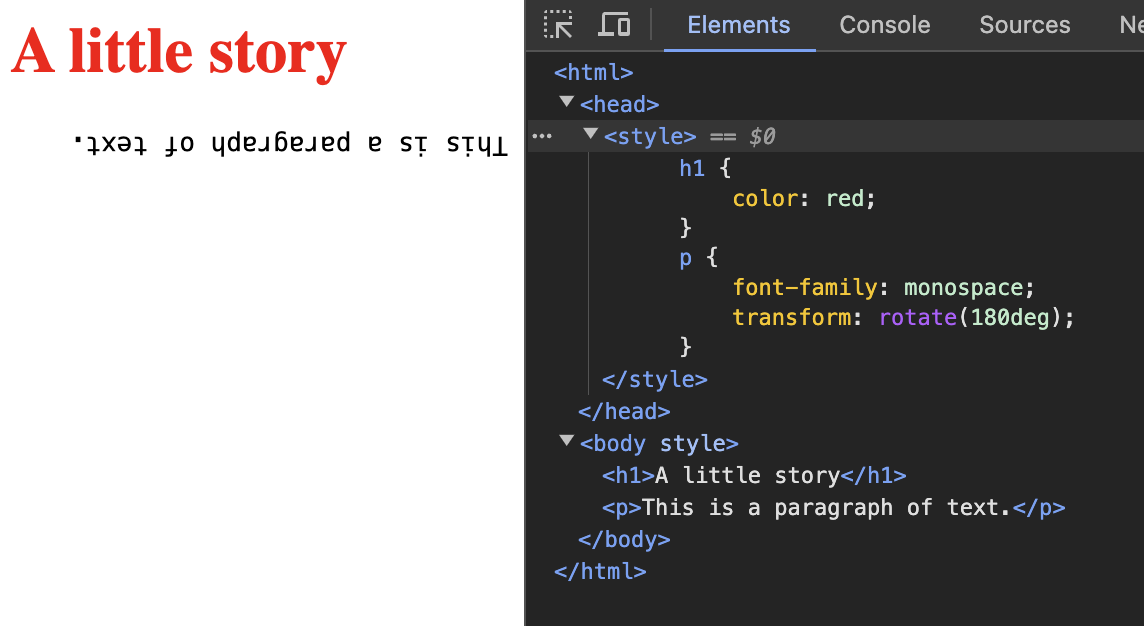 A little story
This is a paragraph of text.
Elements Console Sources Ne
<html>
<head>
<style> == $0
h1 {
color: red;
}
p {
font-family: monospace;
transform: rotate(180deg);
}
</style>
</head>
<body style>
<h1>A little story</h1>
<p>This is a paragraph of text.</p>
</body>
</html>